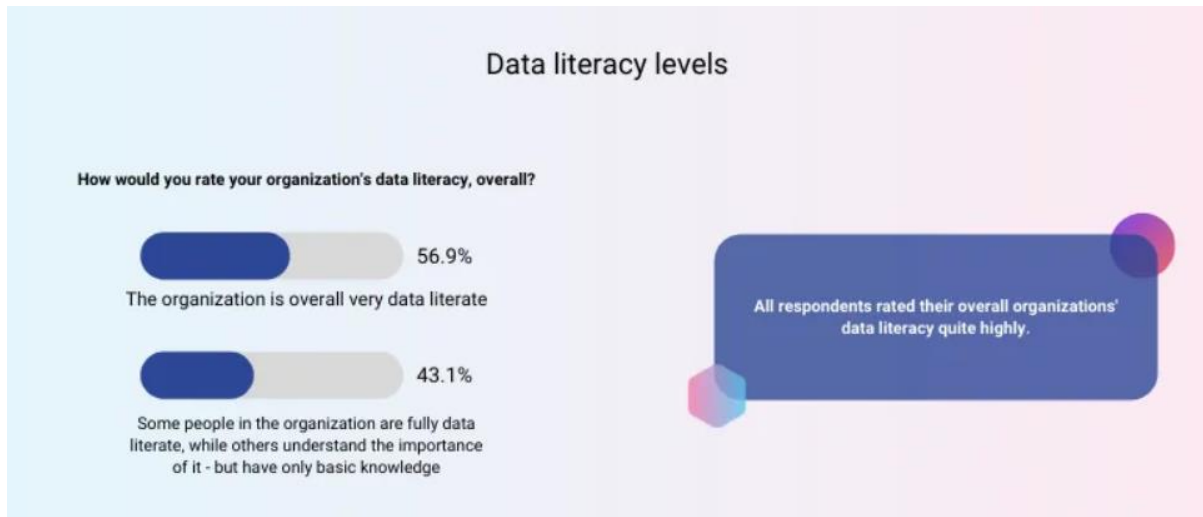 Data literacy levels
How would you rate your organization's data literacy, overall?
56.9%
The organization is overall very data literate
43.1%
Some people in the organization are fully data
literate, while others understand the importance
of it - but have only basic knowledge
All respondents rated their overall organizations'
data literacy quite highly.